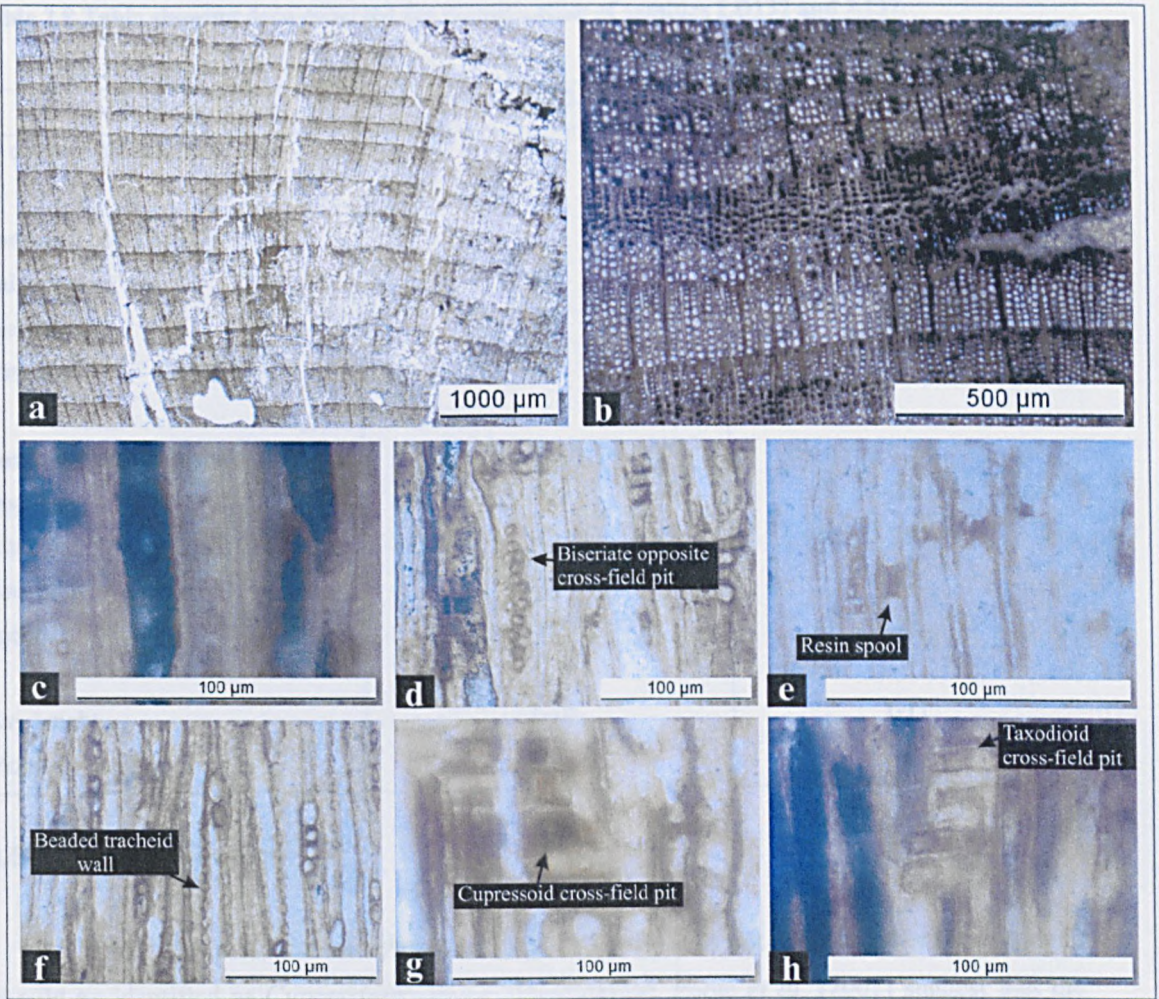 a
1000 μm
b
500 μm
c
100 μm
Biseriate opposite
cross-field pit
d
100 μm
Resin spool
e
100 μm
Beaded tracheid
wall
f
100 μm
Cupressoid cross-field pit
g
100 μm
Taxodioid
cross-field pit
h
100 μm